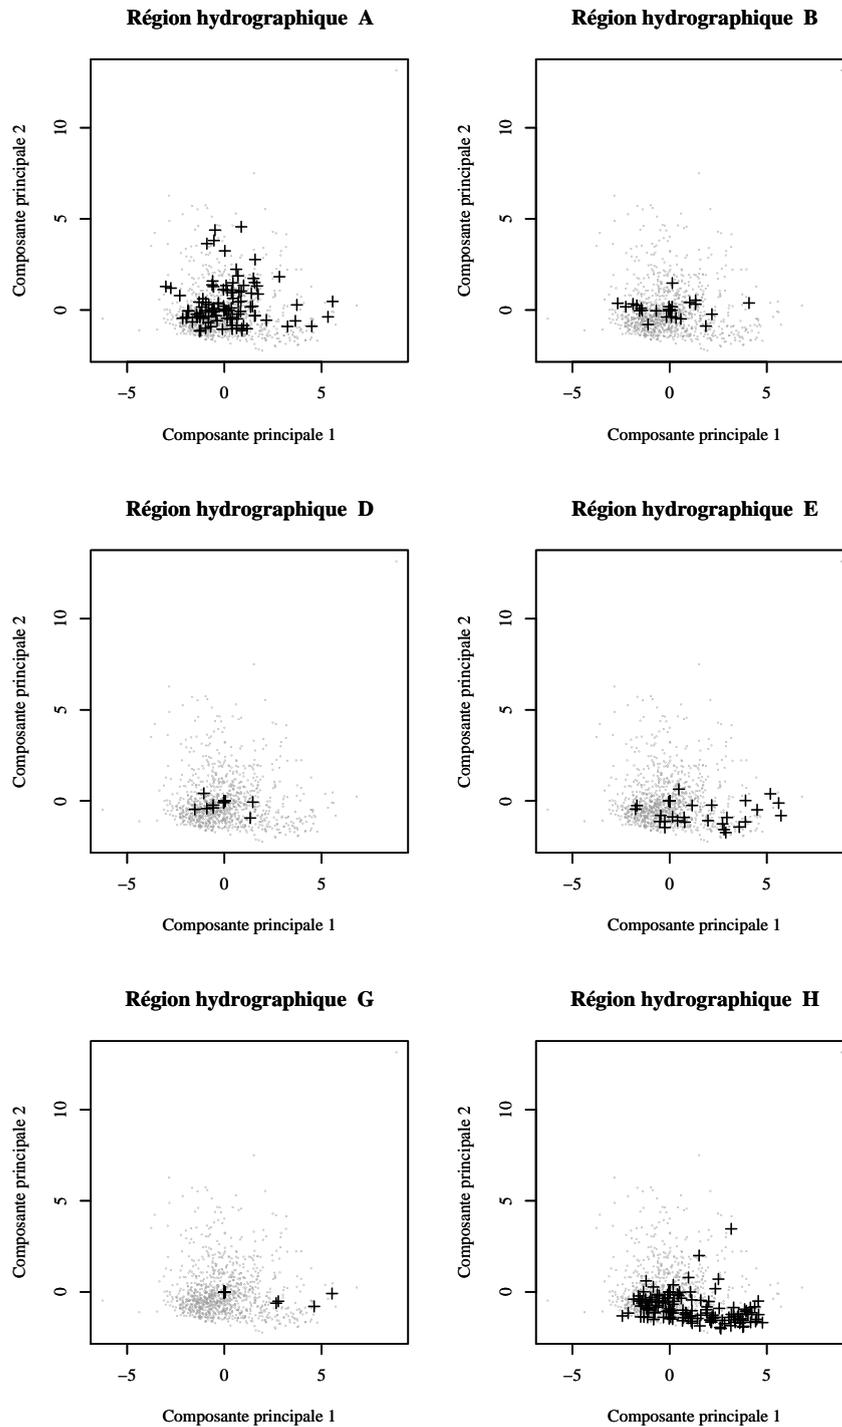 Région hydrographique A
Composante principale 2
10
5
0
−5
0
5
Composante principale 1
Région hydrographique B
Composante principale 2
10
5
0
−5
0
5
Composante principale 1
Région hydrographique D
Composante principale 2
10
5
0
−5
0
5
Composante principale 1
Région hydrographique E
Composante principale 2
10
5
0
−5
0
5
Composante principale 1
Région hydrographique G
Composante principale 2
10
5
0
−5
0
5
Composante principale 1
Région hydrographique H
Composante principale 2
10
5
0
−5
0
5
Composante principale 1